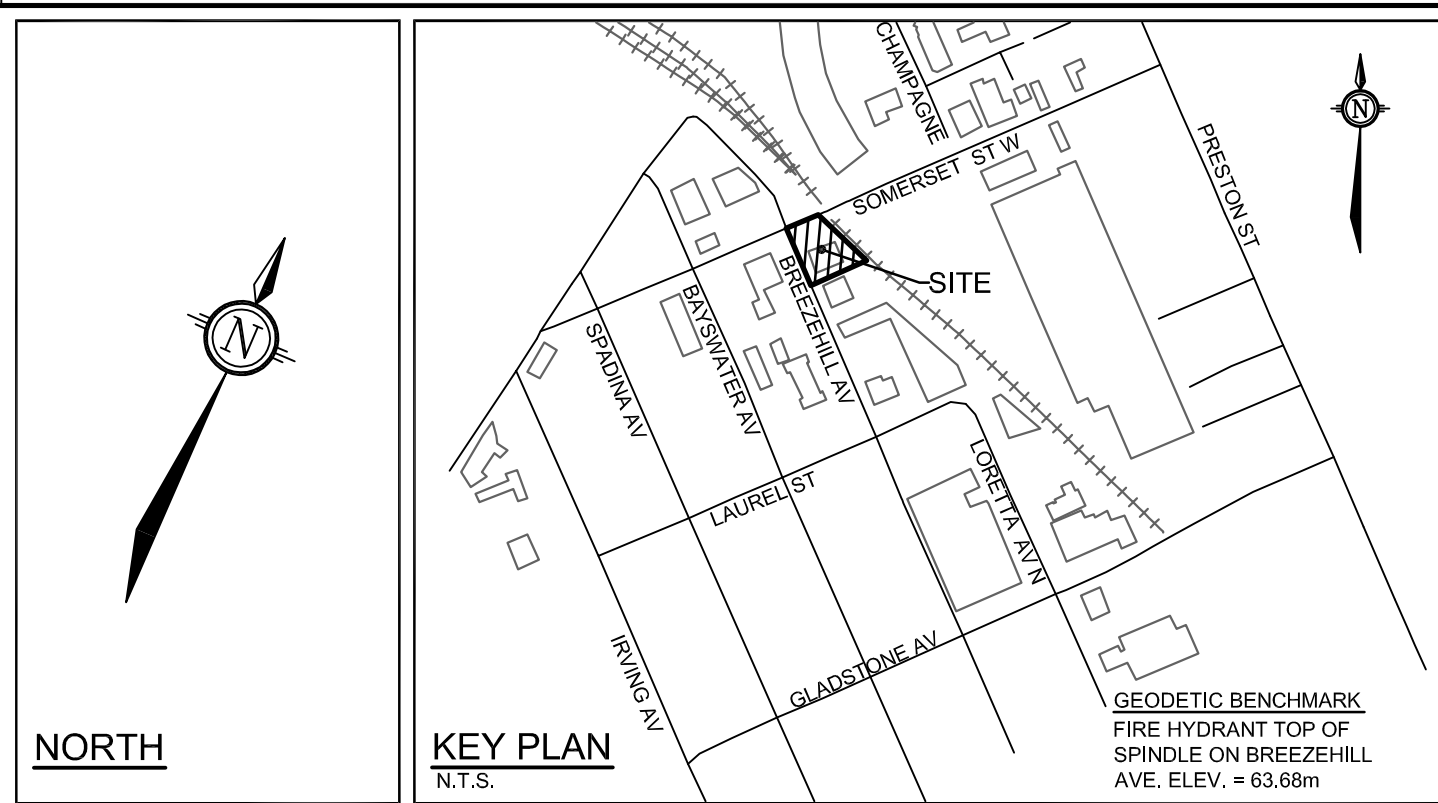 N
NORTH
CHAMPAGNE
N
SOMERSET ST W
PRESTON ST
SITE
BREEZEHILL AV
BAYSWATER AV
SPADINA AV
LAUREL ST
LORETTA AV N
IRVING AV
GLADSTONE AV
KEY PLAN
N.T.S.
GEODETIC BENCHMARK
FIRE HYDRANT TOP OF
SPINDLE ON BREEZEHILL
AVE. ELEV. = 63.68m